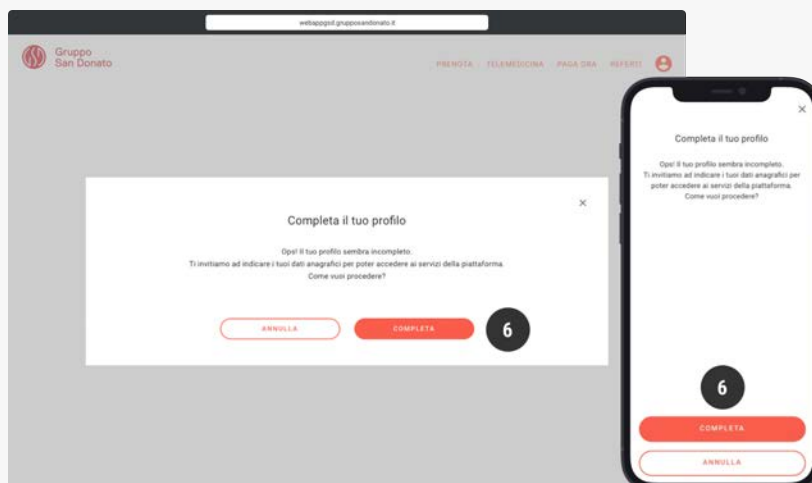 webappgsd.grupposandonato.it
Gruppo
San Donato
PRENOTA TELEMEDICINA PAGA ORA REFERTI
Completa il tuo profilo
Ops! Il tuo profilo sembra incompleto.
Ti invitiamo ad indicare i tuoi dati anagrafici per poter accedere ai servizi della piattaforma.
Come vuoi procedere?
ANNULLA COMPLETA 6
Completa il tuo profilo
Ops! Il tuo profilo sembra incompleto.
Ti invitiamo ad indicare i tuoi dati anagrafici per
poter accedere ai servizi della piattaforma.
Come vuoi procedere?
6
COMPLETA
ANNULLA